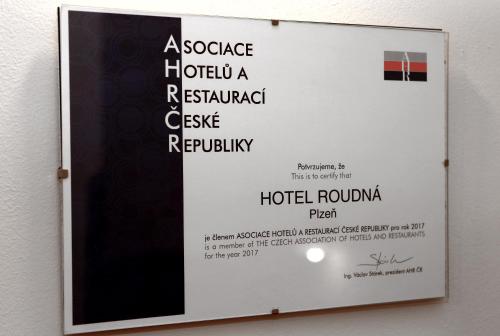 ASOCIACE
HOTELŮ A
RESTAURACÍ
ČESKÉ
REPUBLIKY
Potvrzujeme, že
This is to certify that
HOTEL ROUDNÁ
Plzeň
je členem ASOCIACE HOTELŮ A RESTAURACÍ ČESKÉ REPUBLIKY pro rok 2017
is a member of THE CZECH ASSOCIATION OF HOTELS AND RESTAURANTS
for the year 2017
Ing. Václav Stárek, prezident AHR ČR